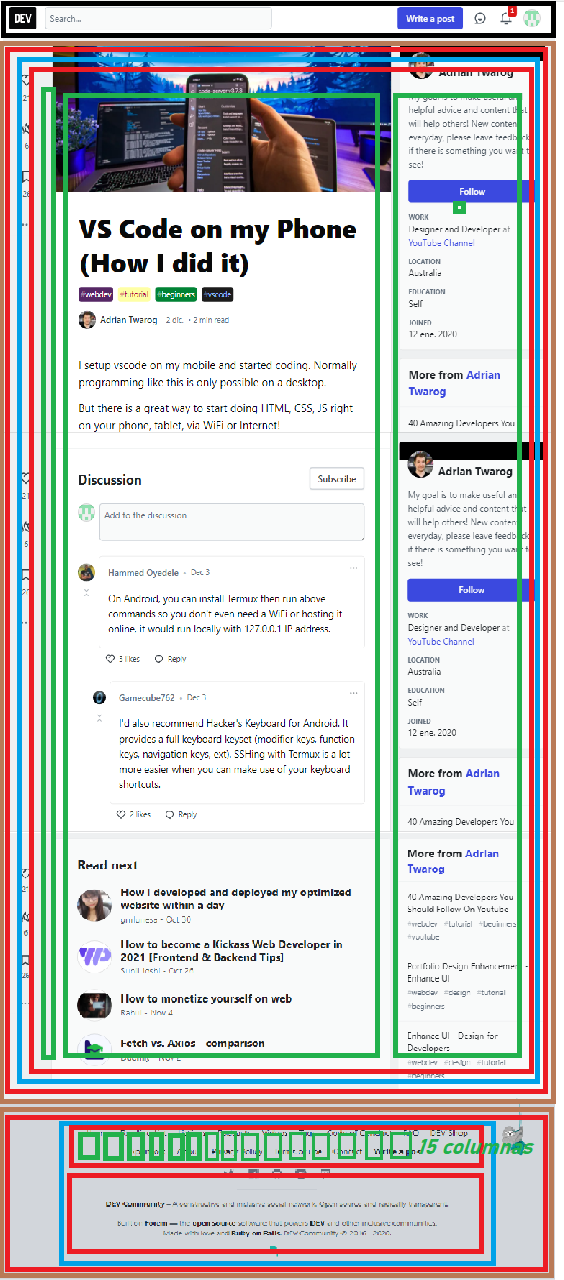 DEV
Search...
Write a post
1
Adrian Twarog
My goal is to make useful and
helpful advice and content that
will help others! New content
everyday, please leave feedback
if there is something you want t
see!
Follow
WORK
Designer and Developer at
YouTube Channel
LOCATION
Australia
EDUCATION
Self
JOINED
12 ene. 2020
More from Adrian
Twarog
40 Amazing Developers You
VS Code on my Phone
(How I did it)
#webdev #tutorial #beginners #vscode
Adrian Twarog 2 dic. • 2 min read
I setup vscode on my mobile and started coding. Normally
programming like this is only possible on a desktop.
But there is a great way to start doing HTML, CSS, JS right
on your phone, tablet, via WiFi or Internet!
Discussion
Subscribe
Add to the discussion
Hammed Oyedele • Dec 3
On Android, you can install Termux then run above
commands so you don't even need a WiFi or hosting it
online, it would run locally with 127.0.0.1 IP address.
5 likes Reply
Gamecube762 • Dec 3
I'd also recommend Hacker's Keyboard for Android. It
provides a full keyboard keyset (modifier keys, function
keys, navigation keys, ext). SSHing with Termux is a lot
more easier when you can make use of your keyboard
shortcuts.
2 likes Reply
Adrian Twarog
My goal is to make useful an
helpful advice and content that
will help others! New content
everyday, please leave feedback
if there is something you want t
see!
Follow
WORK
Designer and Developer at
YouTube Channel
LOCATION
Australia
EDUCATION
Self
JOINED
12 ene. 2020
More from Adrian
Twarog
40 Amazing Developers You
Read next
How I developed and deployed my optimized
website within a day
Oct 30
How to become a Kickass Web Developer in
2021 [Frontend & Backend Tips]
Sunil Joshi - Oct 26
How to monetize yourself on web
Rahul - Nov 4
Fetch vs. Axios - comparison
More from Adrian
Twarog
40 Amazing Developers You
Should Follow On Youtube
#webdev #tutorial #beginners
#youtube
Portfolio Design Enhancement -
Enhance UI
#webdev #design #tutorial
#beginners
Enhance UI - Design for
Developers
#webdev #design #tutorial
#beginners
DEV Shop
15 columnas
DEV Community – A constructive and inclusive social network. Open source and radically transparent.
Built on Forem — the open source software that powers DEV and other inclusive communities.
Made with love and Ruby on Rails. DEV Community © 2016 - 2020.